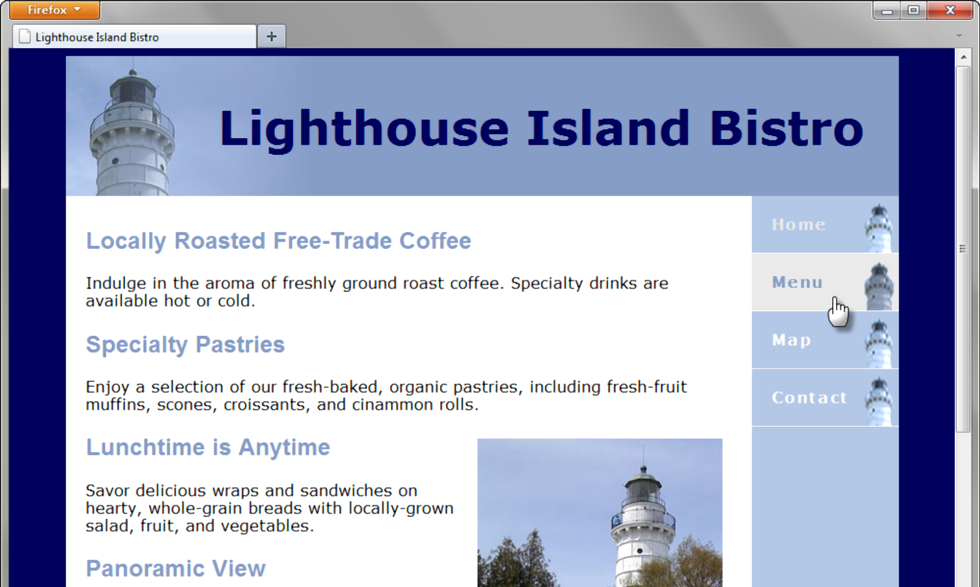 Firefox
Lighthouse Island Bistro
Lighthouse Island Bistro
Home
Menu
Map
Contact
Locally Roasted Free-Trade Coffee
Indulge in the aroma of freshly ground roast coffee. Specialty drinks are
available hot or cold.
Specialty Pastries
Enjoy a selection of our fresh-baked, organic pastries, including fresh-fruit
muffins, scones, croissants, and cinammon rolls.
Lunchtime is Anytime
Savor delicious wraps and sandwiches on
hearty, whole-grain breads with locally-grown
salad, fruit, and vegetables.
Panoramic View